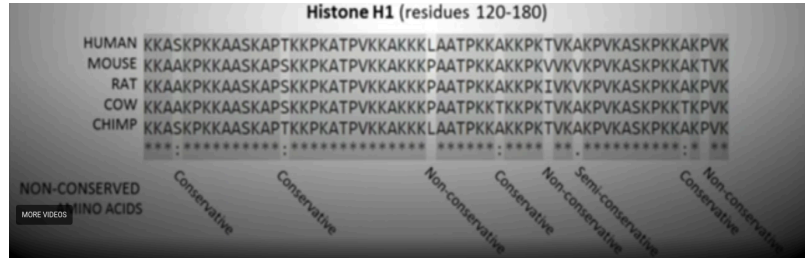 Histone H1 (residues 120-180)
HUMAN KKASKPKKAASKAPTKKPKATPVKKAKKKLAATPKKAKKPKTVKAKPVKASKPKKAKPVK
MOUSE KKAAKPKKAASKAPSKKPKATPVKKAKKKPAATPKKAKKPKVVKVKPVKASKPKKAKTVK
RAT KKAAKPKKAASKAPSKKPKATPVKKAKKKPAATPKKAKKPKIVKVKPVKASKPKKAKPVK
COW KKAAKPKKAASKAPSKKPKATPVKKAKKKPAATPKKTKKPKTVKAKPVKASKPKKTKPVK
CHIMP KKASKPKKAASKAPTKKPKATPVKKAKKKLAATPKKAKKPKTVKAKPVKASKPKKAKPVK
***:**********:************** ******:**** **.***********:* **
NON-CONSERVED
AMINO ACIDS
Conservative
Conservative
Non-conservative
Conservative
Non-conservative
Semi-conservative
Conservative
Non-conservative
MORE VIDEOS